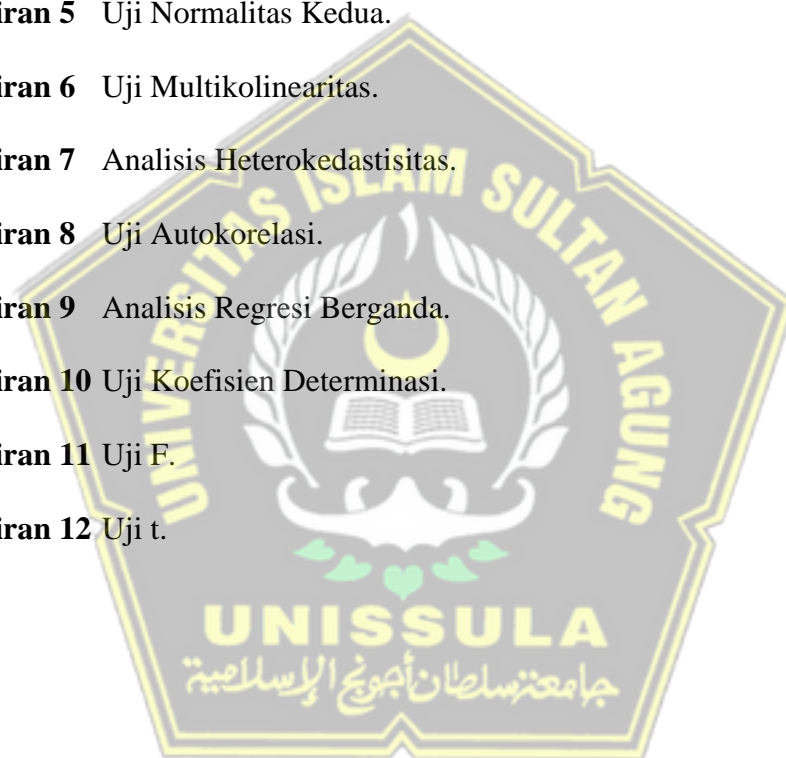 iran 5 Uji Normalitas Kedua.
iran 6 Uji Multikolinearitas.
iran 7 Analisis Heterokedastisitas.
iran 8 Uji Autokorelasi.
iran 9 Analisis Regresi Berganda.
iran 10 Uji Koefisien Determinasi.
iran 11 Uji F.
iran 12 Uji t.
UNIVERSITAS ISLAM SULTAN AGUNG
UNISSULA
جامعة سلطان أجونج الإسلامية